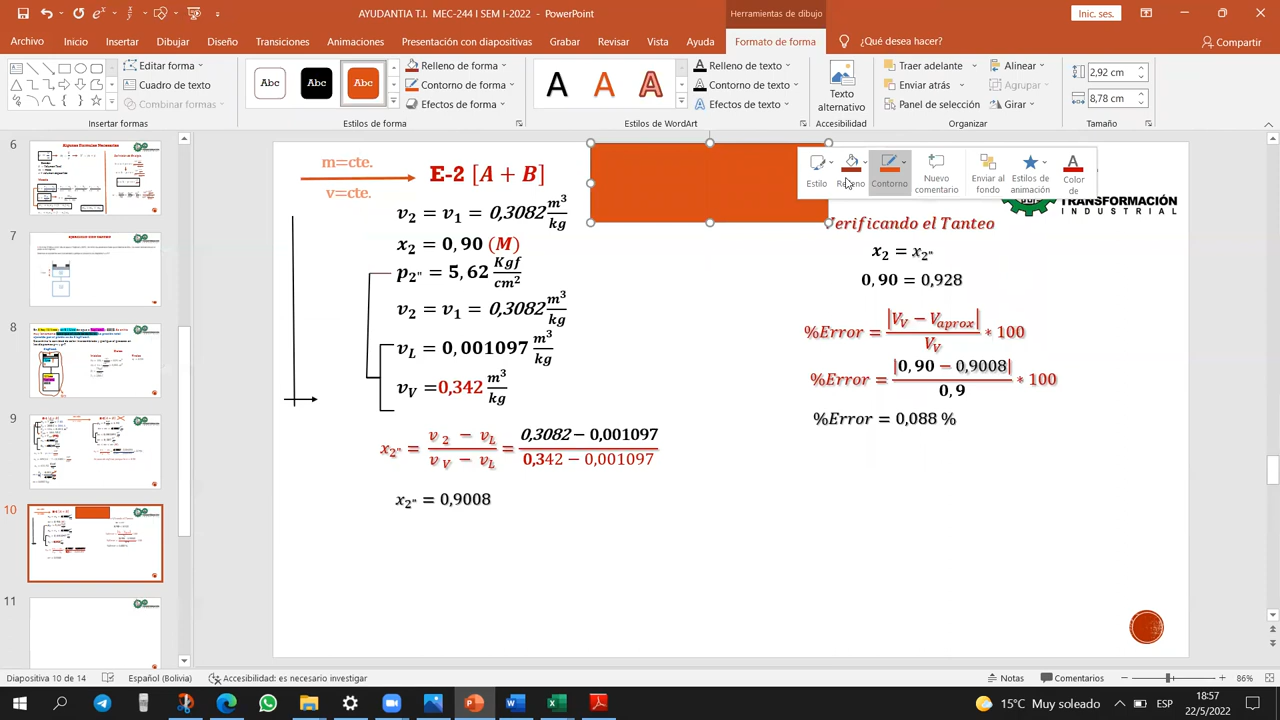 AYUDANTIA T.I. MEC-244 I SEM I-2022 - PowerPoint
Herramientas de dibujo
Inic. ses.
Archivo Inicio Insertar Dibujar Diseño Transiciones Animaciones Presentación con diapositivas Grabar Revisar Vista Ayuda Formato de forma ¿Qué desea hacer? Compartir
Editar forma
Cuadro de texto
Combinar formas
Insertar formas
Abc Abc Abc
Relleno de forma
Contorno de forma
Efectos de forma
Estilos de forma
A A A
Relleno de texto
Contorno de texto
Efectos de texto
Estilos de WordArt
Texto
alternativo
Accesibilidad
Traer adelante
Enviar atrás
Panel de selección
Alinear
Agrupar
Girar
Organizar
2,92 cm
8,78 cm
Tamaño
6
8
9
10
11
m=cte.
v=cte.
E-2 [A + B]
v₂ = v₁ = 0,3082 m³/kg
x₂ = 0,90 (M)
p₂" = 5,62 Kgf/cm²
v₂ = v₁ = 0,3082 m³/kg
v_L = 0,001097 m³/kg
v_V =0,342 m³/kg
x₂" = (v ₂ − v_L)/(v _V − v_L) = (0,3082 − 0,001097)/(0,342 − 0,001097)
x₂" = 0,9008
Estilo Relleno Contorno
Nuevo
comentario
Enviar al
fondo
Estilos de
animación
Color
de
TRANSFORMACIÓN
INDUSTRIAL
Verificando el Tanteo
x₂ = x₂"
0,90 = 0,928
%Error = |V_V − V_aprox|/V_V * 100
%Error = |0,90 − 0,9008|/0,9 * 100
%Error = 0,088 %
Diapositiva 10 de 14 Español (Bolivia) Accesibilidad: es necesario investigar Notas Comentarios 86%
15°C Muy soleado ESP 18:57
22/5/2022